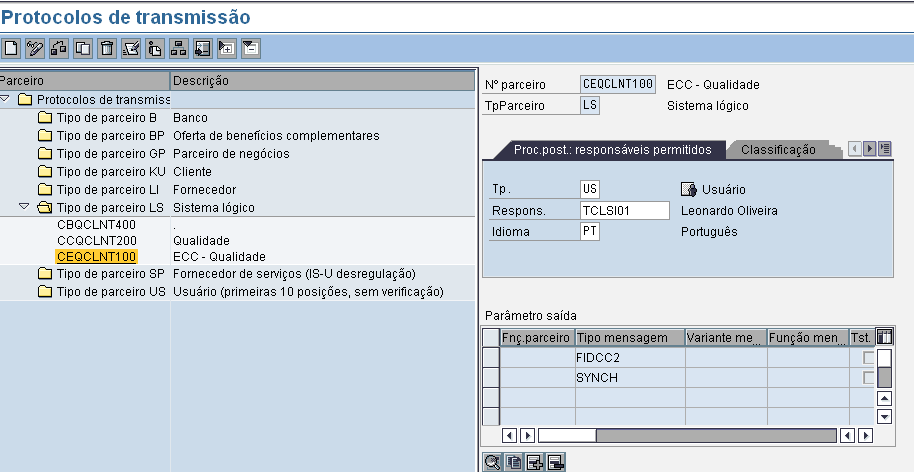 Protocolos de transmissão
Parceiro Descrição
Protocolos de transmiss
Tipo de parceiro B Banco
Tipo de parceiro BP Oferta de benefícios complementares
Tipo de parceiro GP Parceiro de negócios
Tipo de parceiro KU Cliente
Tipo de parceiro LI Fornecedor
Tipo de parceiro LS Sistema lógico
CBQCLNT400 .
CCQCLNT200 Qualidade
CEQCLNT100 ECC - Qualidade
Tipo de parceiro SP Fornecedor de serviços (IS-U desregulação)
Tipo de parceiro US Usuário (primeiras 10 posições, sem verificação)
Nº parceiro CEQCLNT100 ECC - Qualidade
TpParceiro LS Sistema lógico
Proc.post.: responsáveis permitidos Classificação
Tp. US Usuário
Respons. TCLSI01 Leonardo Oliveira
Idioma PT Português
Parâmetro saída
Fnç.parceiro Tipo mensagem Variante me... Função men... Tst.
FIDCC2
SYNCH